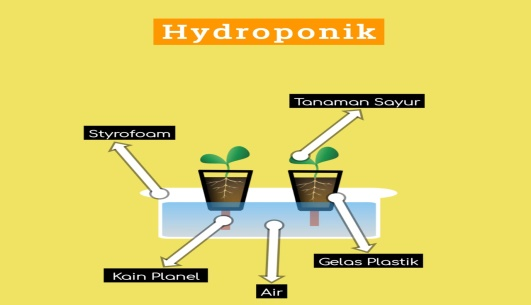 Hydroponik
Tanaman Sayur
Styrofoam
Gelas Plastik
Kain Planel
Air